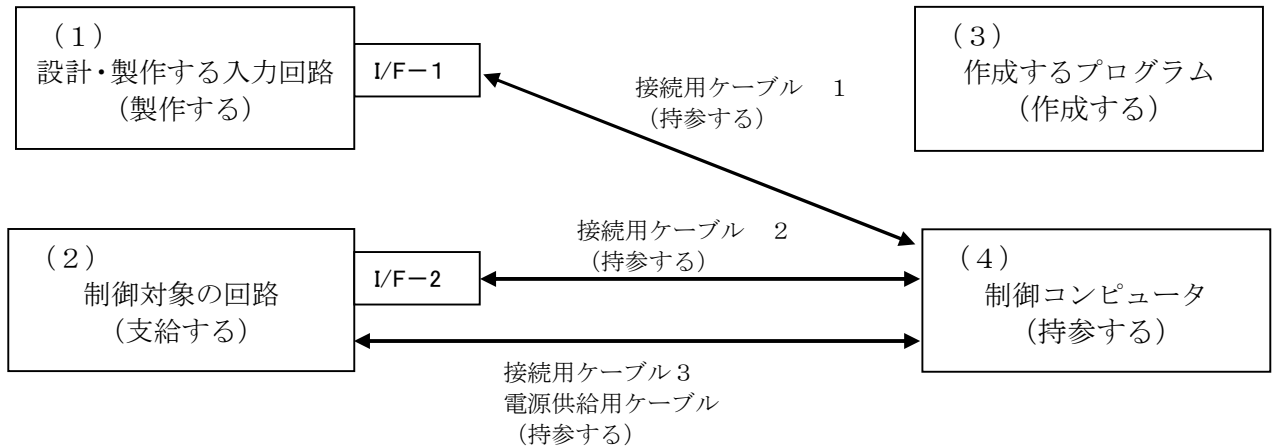 （１）
設計・製作する入力回路
（製作する）
I/F－1
接続用ケーブル　１
（持参する）
（３）
作成するプログラム
（作成する）
（２）
制御対象の回路
（支給する）
I/F－2
接続用ケーブル　２
（持参する）
（４）
制御コンピュータ
（持参する）
接続用ケーブル３
電源供給用ケーブル
（持参する）